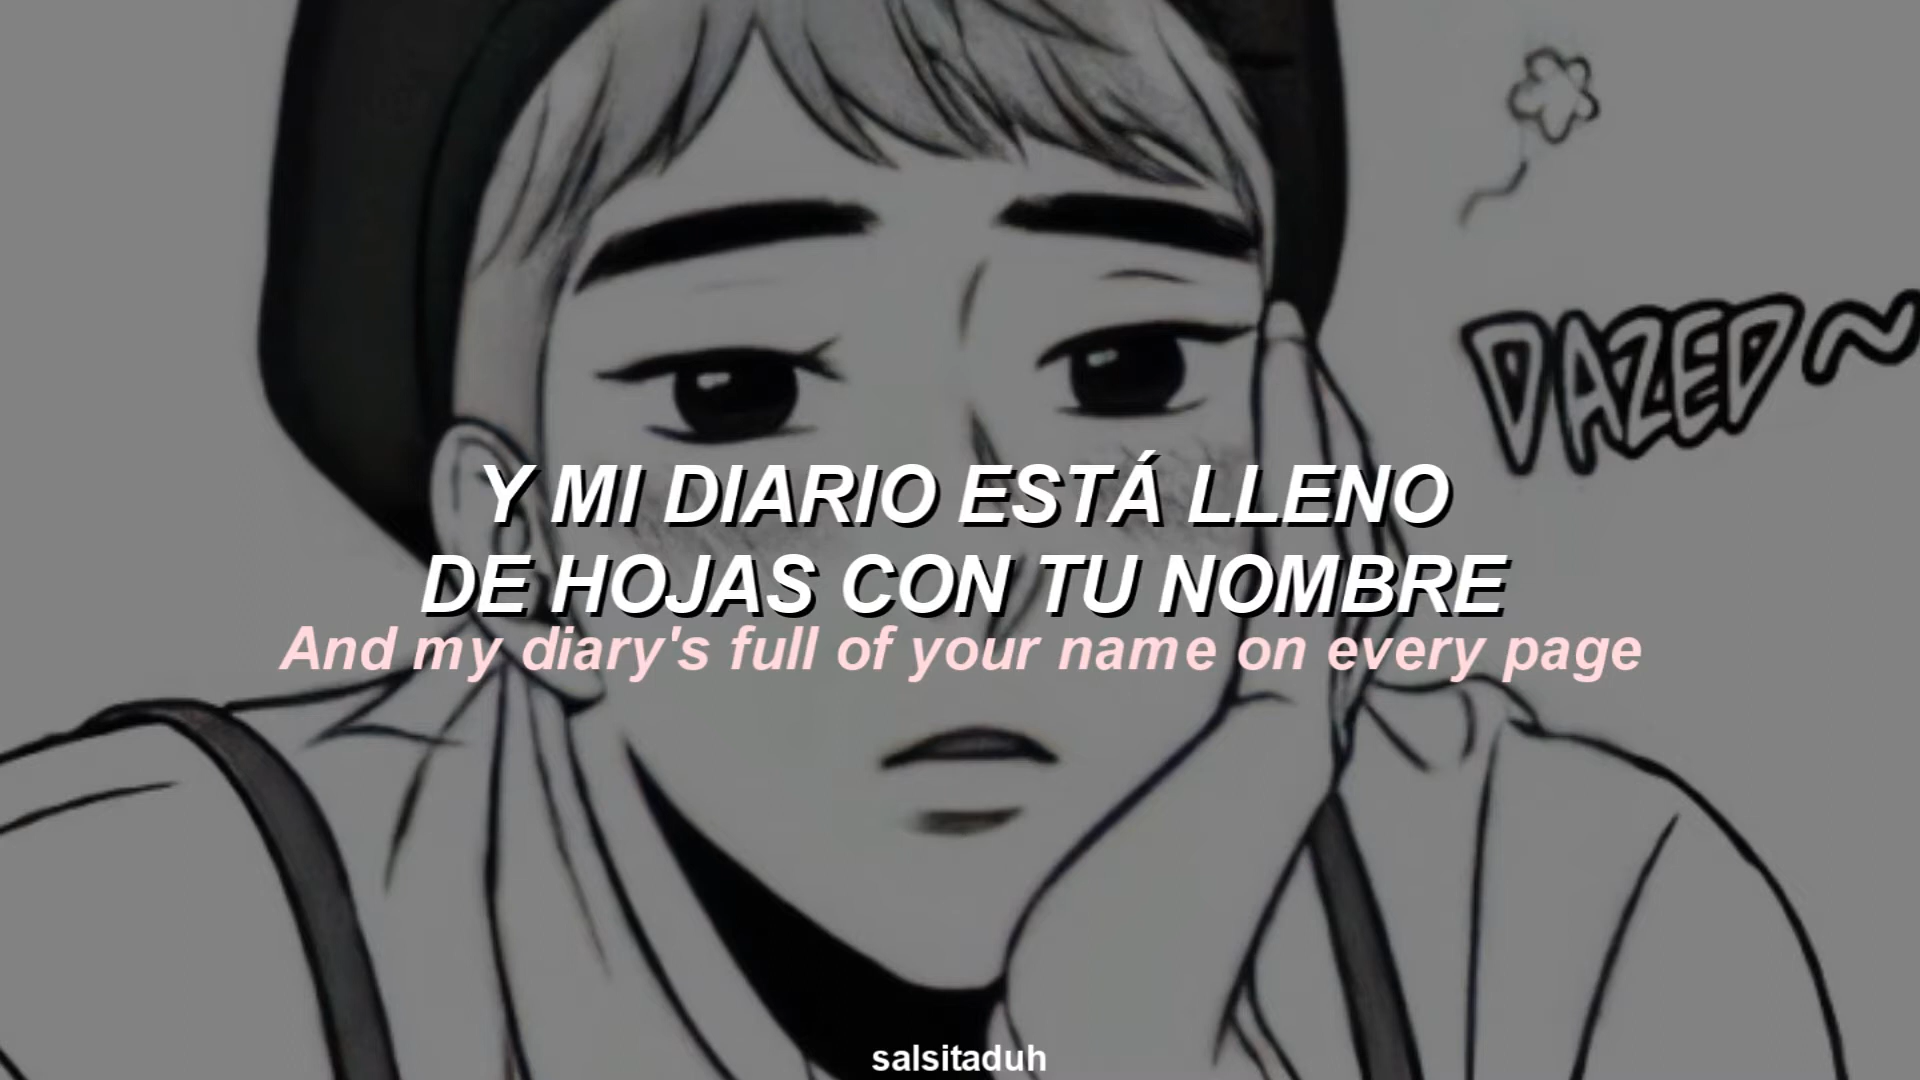 DAZED~
Y MI DIARIO ESTÁ LLENO
DE HOJAS CON TU NOMBRE
And my diary's full of your name on every page
salsitaduh